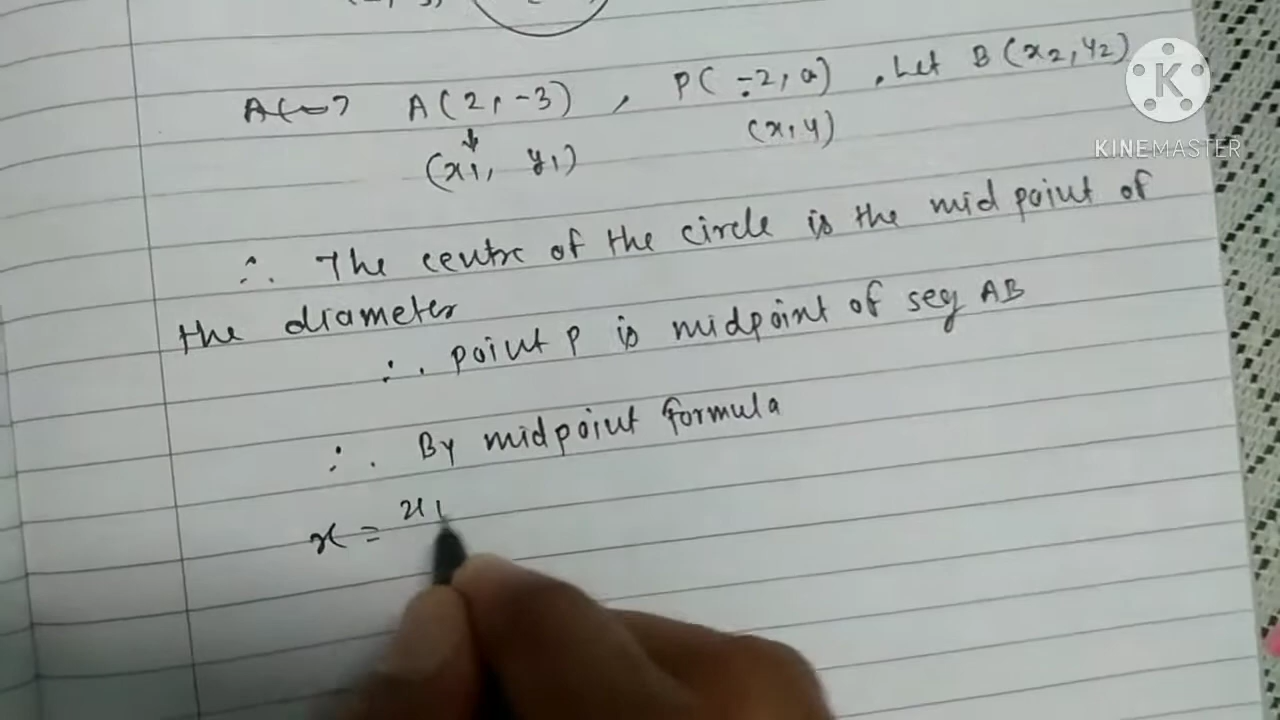 A( A(2, -3) , P(-2, a) , Let B(x2, y2)
(x1, y1) (x, y)
K
KINEMASTER
∴ The centre of the circle is the mid point of
the diameter
∴ point P is midpoint of seg AB
∴ By midpoint formula
x = x1